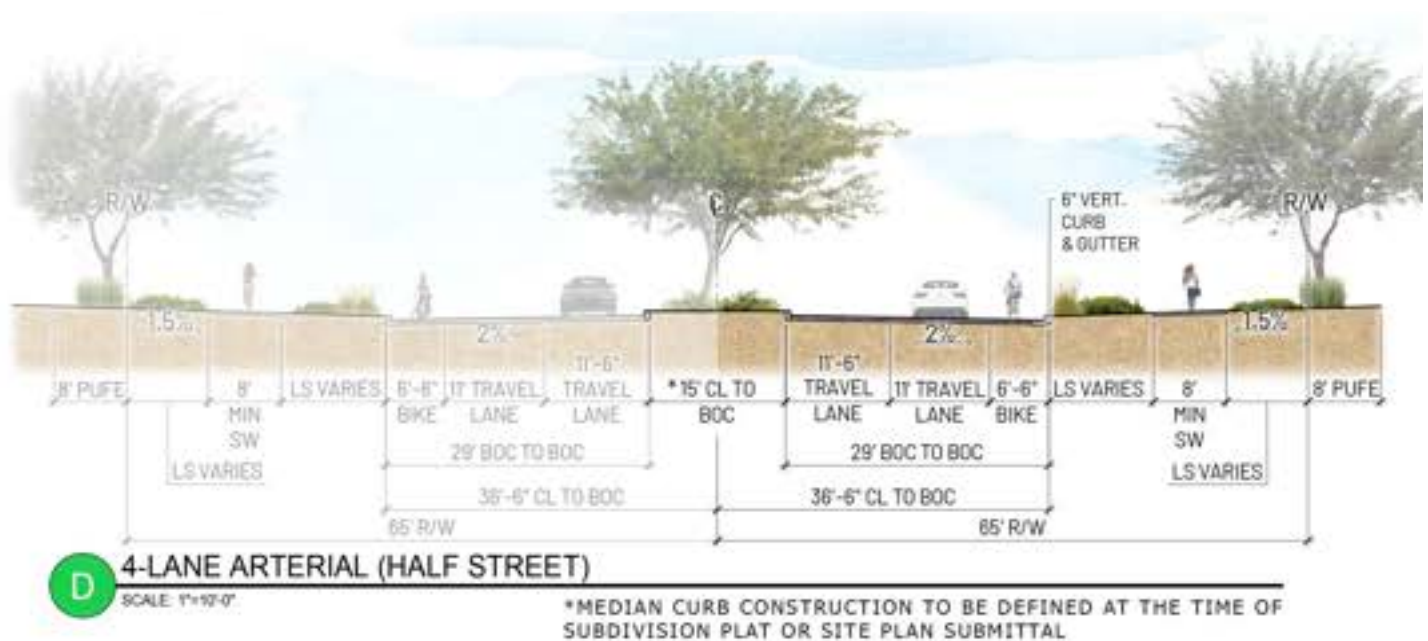 R/W
℄
6" VERT.
CURB
& GUTTER
R/W
1.5%
2%
2%
1.5%
8' PUFE
8'
MIN
SW
LS VARIES
LS VARIES
6'-6"
BIKE
11' TRAVEL
LANE
11'-6"
TRAVEL
LANE
*15' CL TO
BOC
11'-6"
TRAVEL
LANE
11' TRAVEL
LANE
6'-6"
BIKE
LS VARIES
8'
MIN
SW
LS VARIES
8' PUFE
29' BOC TO BOC
29' BOC TO BOC
36'-6" CL TO BOC
36'-6" CL TO BOC
65' R/W
65' R/W
D
4-LANE ARTERIAL (HALF STREET)
SCALE: 1"=10'-0"
*MEDIAN CURB CONSTRUCTION TO BE DEFINED AT THE TIME OF
SUBDIVISION PLAT OR SITE PLAN SUBMITTAL